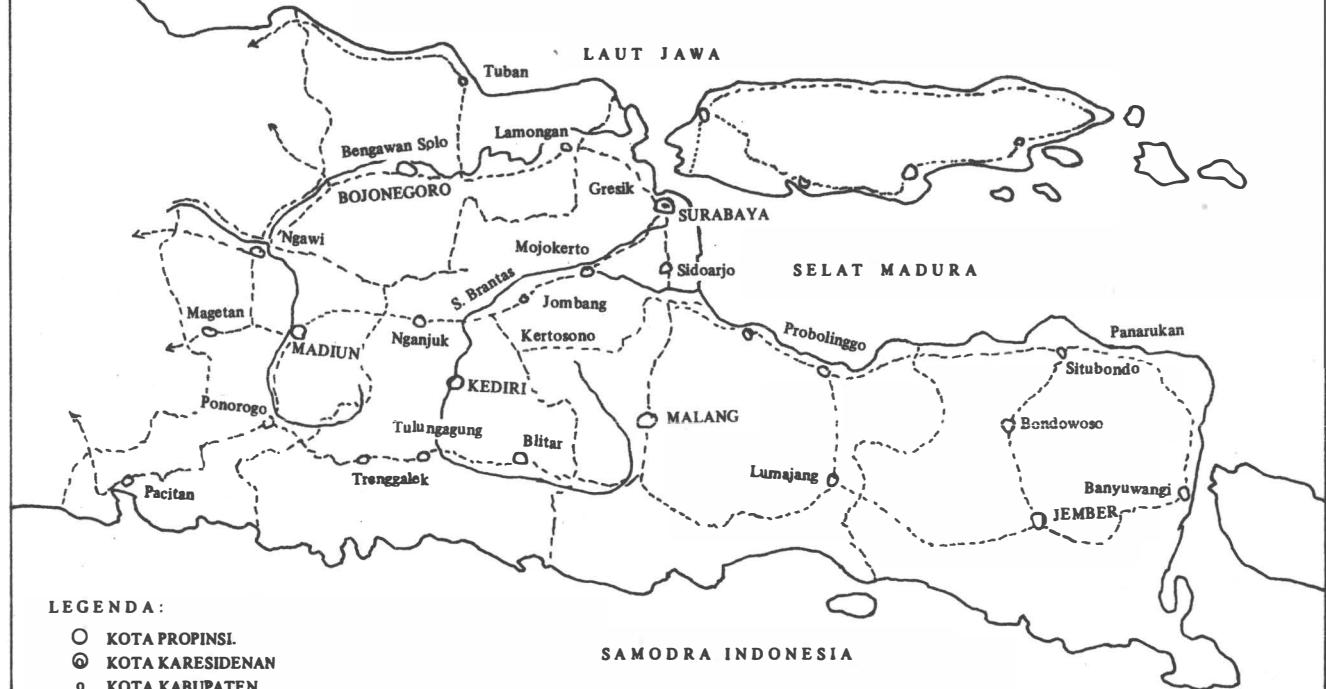 LAUT JAWA
Tuban
Lamongan
Bengawan Solo
BOJONEGORO
Gresik
SURABAYA
Ngawi
Mojokerto
Sidoarjo
SELAT MADURA
S. Brantas
Jombang
Magetan
MADIUN
Nganjuk
Kertosono
Probolinggo
Panarukan
Situbondo
KEDIRI
Ponorogo
MALANG
Tulungagung
Blitar
Bondowoso
Trenggalek
Lumajang
Pacitan
Banyuwangi
JEMBER
LEGENDA:
KOTA PROPINSI.
KOTA KARESIDENAN
KOTA KABUPATEN
SAMODRA INDONESIA